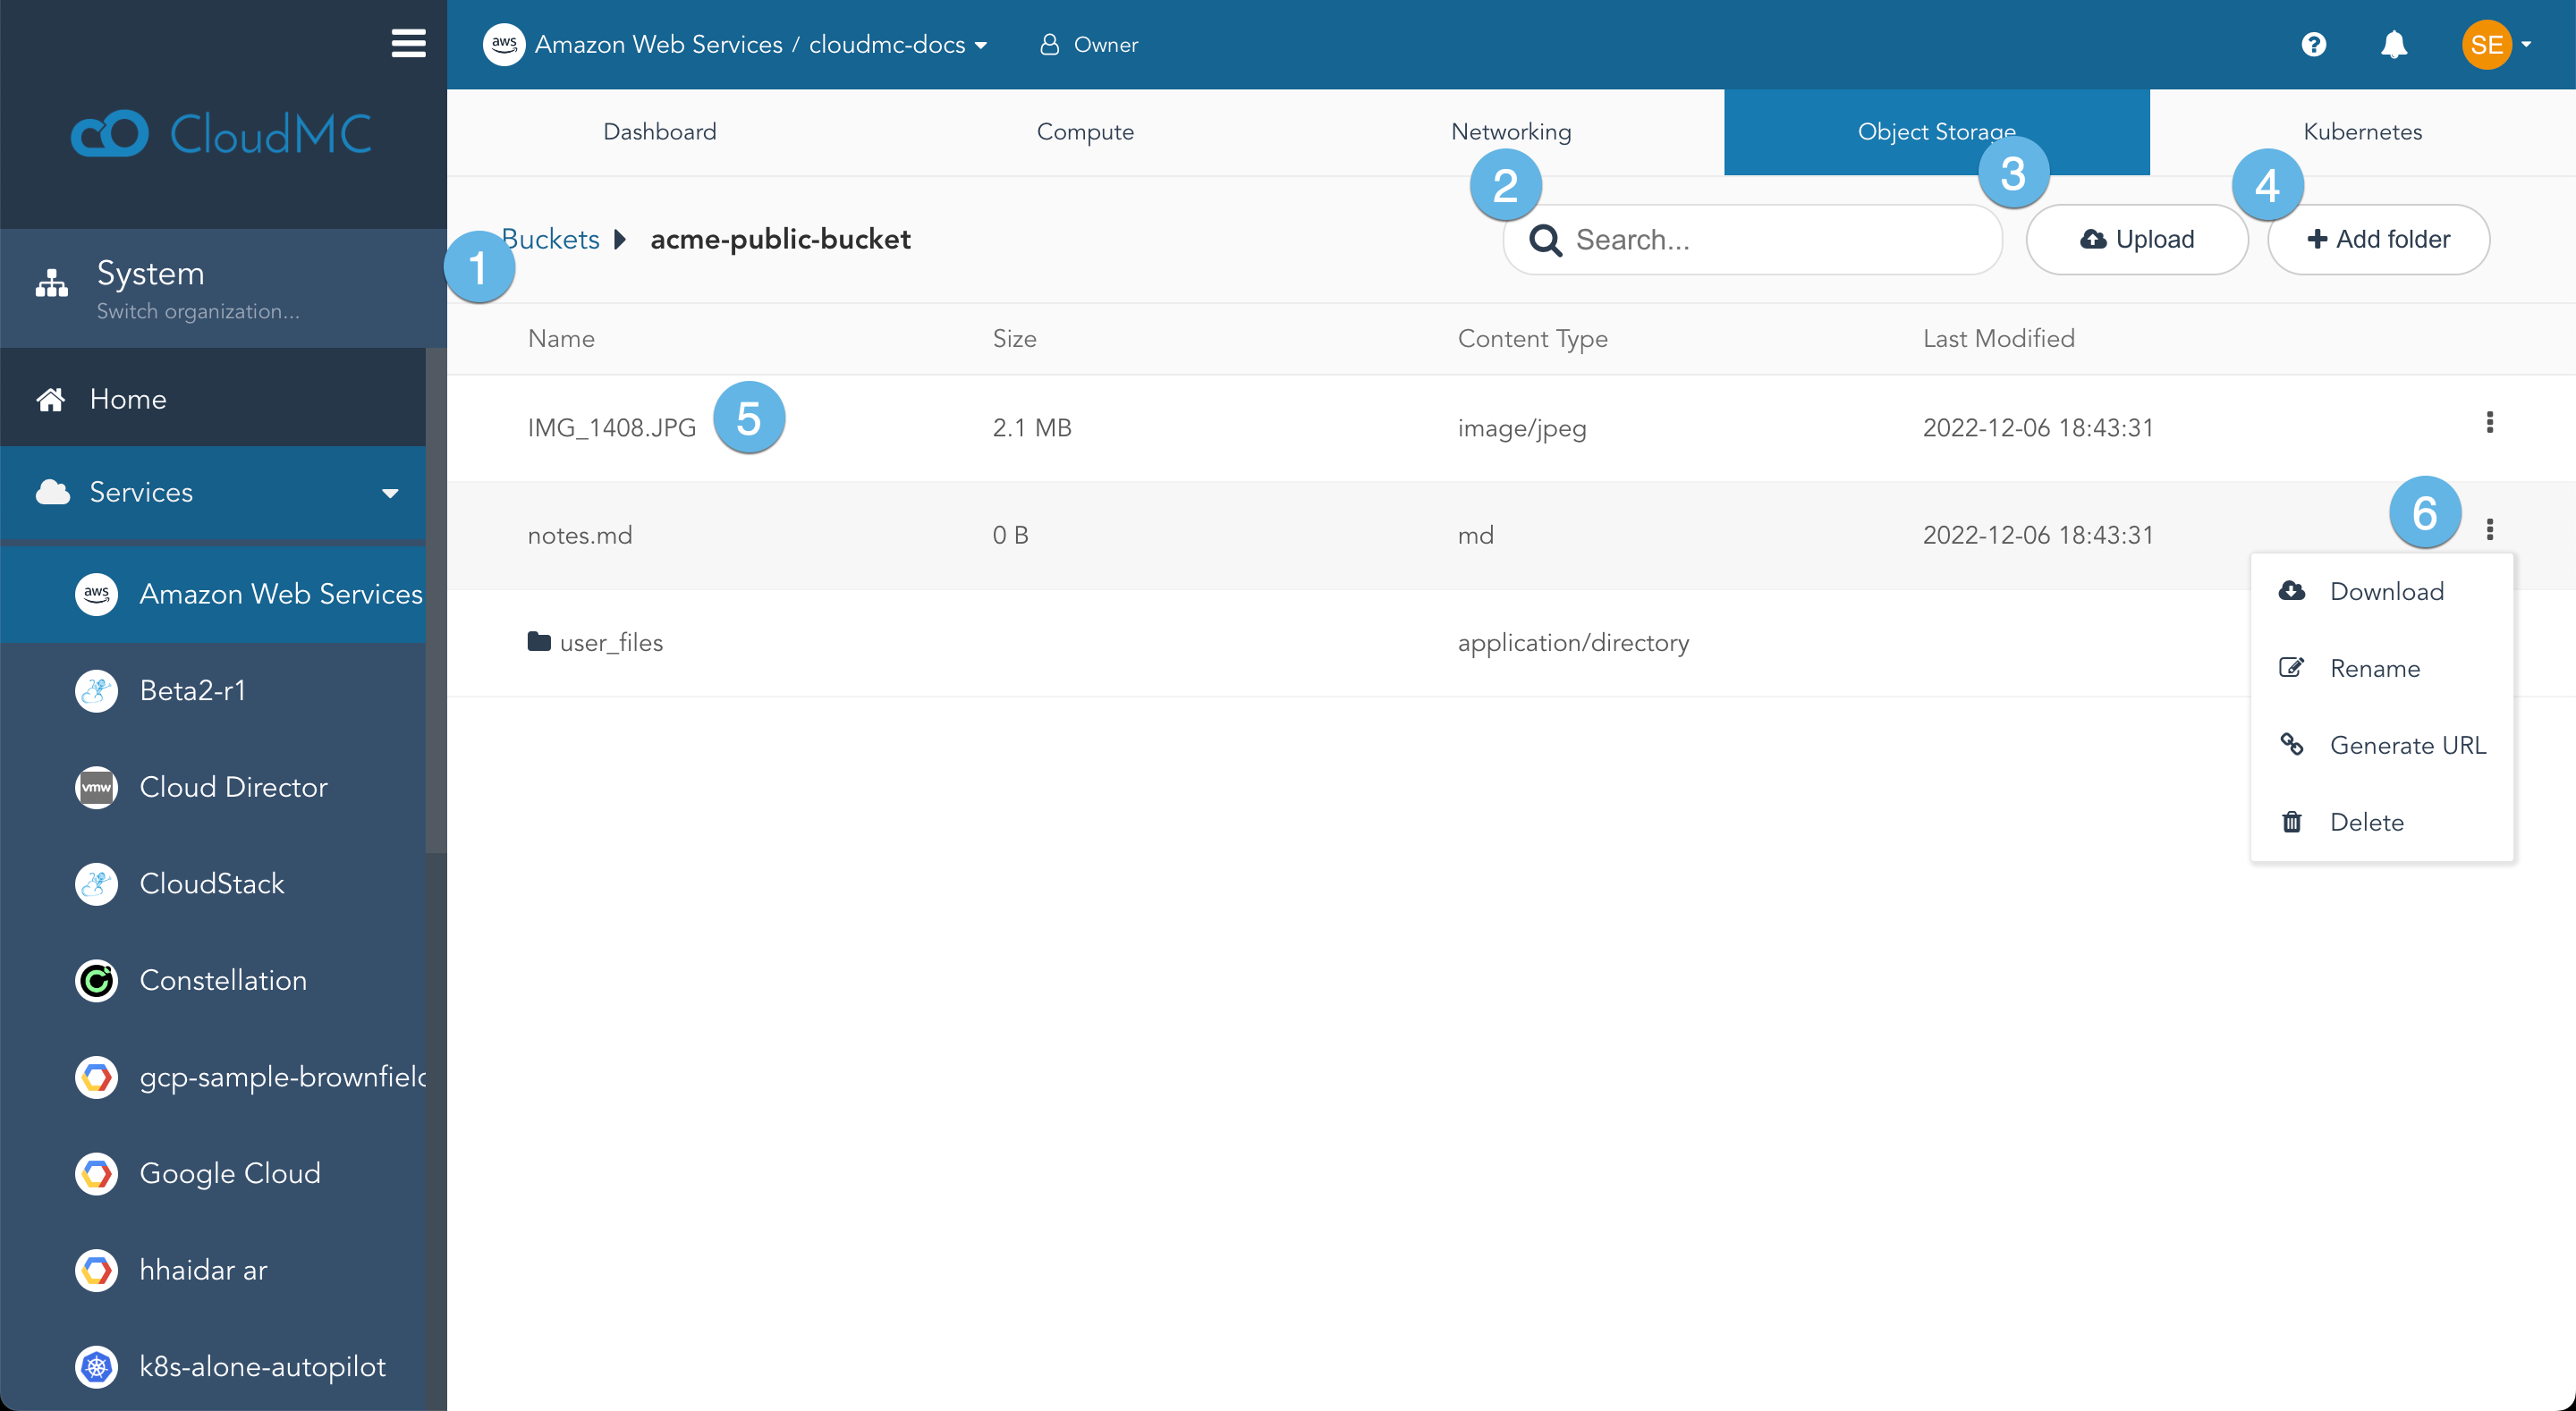 aws Amazon Web Services / cloudmc-docs Owner SE
CloudMC
Dashboard Compute Networking Object Storage Kubernetes
1 2 3 4
Buckets acme-public-bucket Search... Upload Add folder
System
Switch organization...
Name Size Content Type Last Modified
Home
IMG_1408.JPG 5 2.1 MB image/jpeg 2022-12-06 18:43:31
Services
notes.md 0 B md 2022-12-06 18:43:31 6
Download
Rename
Generate URL
Delete
user_files application/directory
aws Amazon Web Services
Beta2-r1
vmw Cloud Director
CloudStack
Constellation
gcp-sample-brownfield
Google Cloud
hhaidar ar
k8s-alone-autopilot